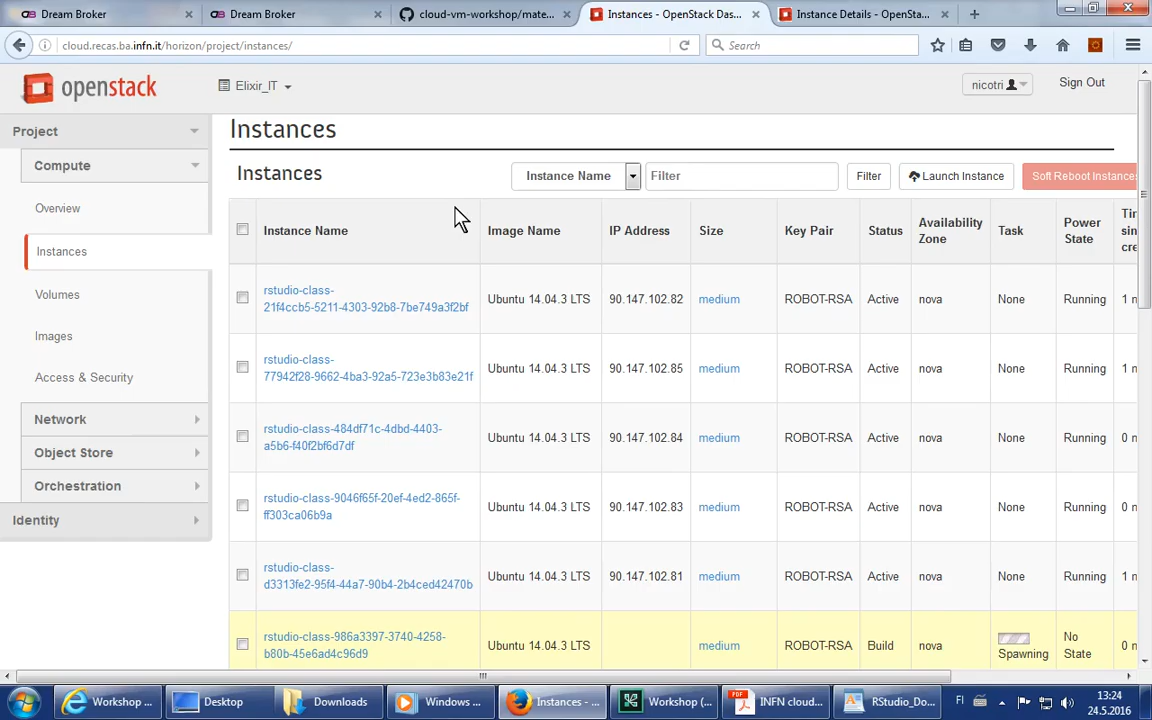 Dream Broker
Dream Broker
cloud-vm-workshop/mate...
Instances - OpenStack Das...
Instance Details - OpenSta...
cloud.recas.ba.infn.it/horizon/project/instances/
Search
openstack
Elixir_IT
nicotri
Sign Out
Project
Compute
Overview
Instances
Volumes
Images
Access & Security
Network
Object Store
Orchestration
Identity
Instances
Instances
Instance Name
Filter
Filter
Launch Instance
Soft Reboot Instances
Instance Name
Image Name
IP Address
Size
Key Pair
Status
Availability
Zone
Task
Power
State
Tir
sin
cre
rstudio-class-
21f4ccb5-5211-4303-92b8-7be749a3f2bf
Ubuntu 14.04.3 LTS
90.147.102.82
medium
ROBOT-RSA
Active
nova
None
Running
1 n
rstudio-class-
77942f28-9662-4ba3-92a5-723e3b83e21f
Ubuntu 14.04.3 LTS
90.147.102.85
medium
ROBOT-RSA
Active
nova
None
Running
1 n
rstudio-class-484df71c-4dbd-4403-
a5b6-f40f2bf6d7df
Ubuntu 14.04.3 LTS
90.147.102.84
medium
ROBOT-RSA
Active
nova
None
Running
0 n
rstudio-class-9046f65f-20ef-4ed2-865f-
ff303ca06b9a
Ubuntu 14.04.3 LTS
90.147.102.83
medium
ROBOT-RSA
Active
nova
None
Running
0 n
rstudio-class-
d3313fe2-95f4-44a7-90b4-2b4ced42470b
Ubuntu 14.04.3 LTS
90.147.102.81
medium
ROBOT-RSA
Active
nova
None
Running
1 n
rstudio-class-986a3397-3740-4258-
b80b-45e6ad4c96d9
Ubuntu 14.04.3 LTS
medium
ROBOT-RSA
Build
nova
Spawning
No
State
0 n
Workshop ...
Desktop
Downloads
Windows ...
Instances - ...
Workshop (...
INFN cloud...
RStudio_Do...
FI
13:24
24.5.2016